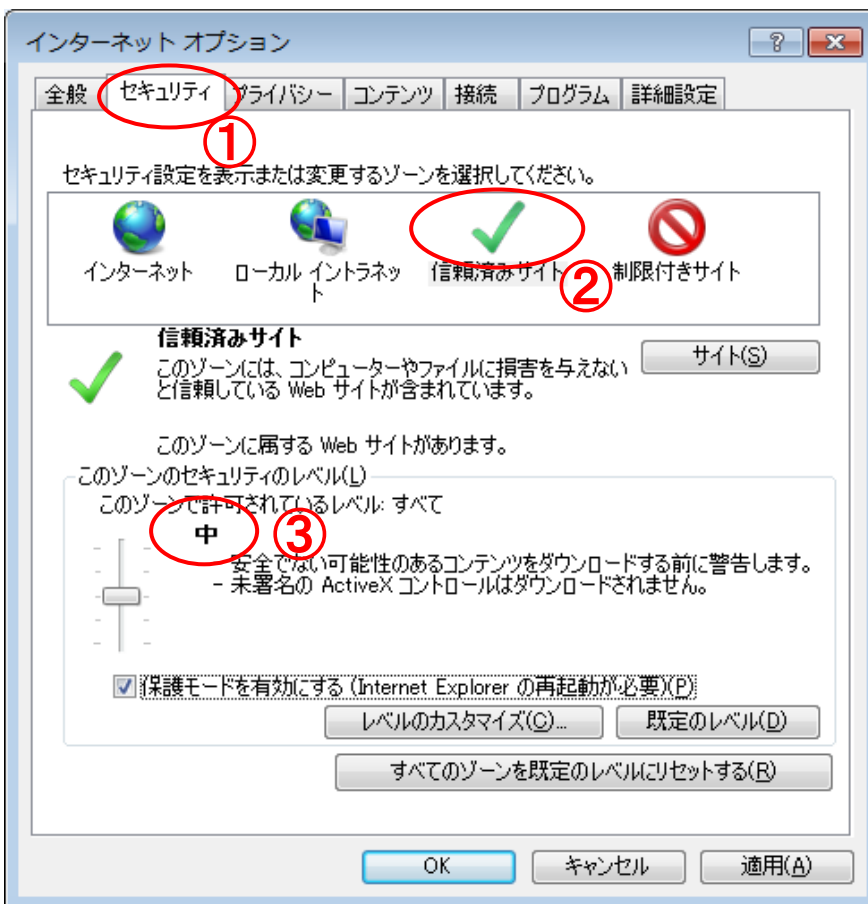 インターネット オプション
全般 セキュリティ プライバシー コンテンツ 接続 プログラム 詳細設定
①
セキュリティ設定を表示または変更するゾーンを選択してください。
インターネット ローカル イントラネット 信頼済みサイト 制限付きサイト
②
信頼済みサイト
このゾーンには、コンピューターやファイルに損害を与えない
と信頼している Web サイトが含まれています。
サイト(S)
このゾーンに属する Web サイトがあります。
このゾーンのセキュリティのレベル(L)
このゾーンで許可されているレベル: すべて
中
③
安全でない可能性のあるコンテンツをダウンロードする前に警告します。
- 未署名の ActiveX コントロールはダウンロードされません。
保護モードを有効にする (Internet Explorer の再起動が必要)(P)
レベルのカスタマイズ(C)... 既定のレベル(D)
すべてのゾーンを既定のレベルにリセットする(R)
OK キャンセル 適用(A)